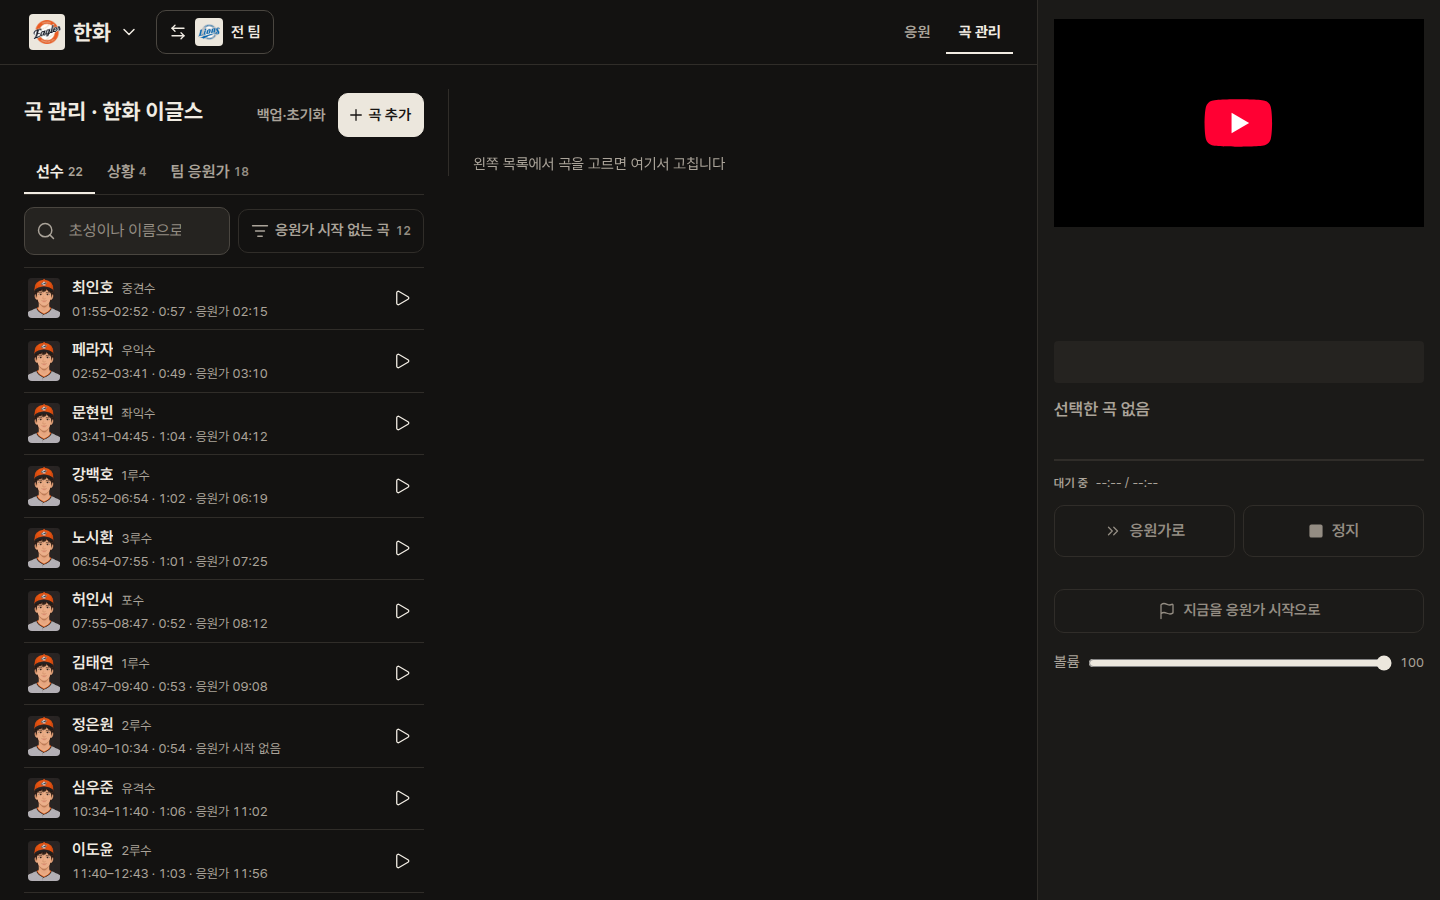 Eagles 한화
Lions 전 팀
응원
곡 관리
곡 관리 · 한화 이글스
백업·초기화
곡 추가
선수 22
상황 4
팀 응원가 18
초성이나 이름으로
응원가 시작 없는 곡 12
최인호 중견수
01:55–02:52 · 0:57 · 응원가 02:15
페라자 우익수
02:52–03:41 · 0:49 · 응원가 03:10
문현빈 좌익수
03:41–04:45 · 1:04 · 응원가 04:12
강백호 1루수
05:52–06:54 · 1:02 · 응원가 06:19
노시환 3루수
06:54–07:55 · 1:01 · 응원가 07:25
허인서 포수
07:55–08:47 · 0:52 · 응원가 08:12
김태연 1루수
08:47–09:40 · 0:53 · 응원가 09:08
정은원 2루수
09:40–10:34 · 0:54 · 응원가 시작 없음
심우준 유격수
10:34–11:40 · 1:06 · 응원가 11:02
이도윤 2루수
11:40–12:43 · 1:03 · 응원가 11:56
왼쪽 목록에서 곡을 고르면 여기서 고칩니다
선택한 곡 없음
대기 중 --:-- / --:--
응원가로
정지
지금을 응원가 시작으로
볼륨 100